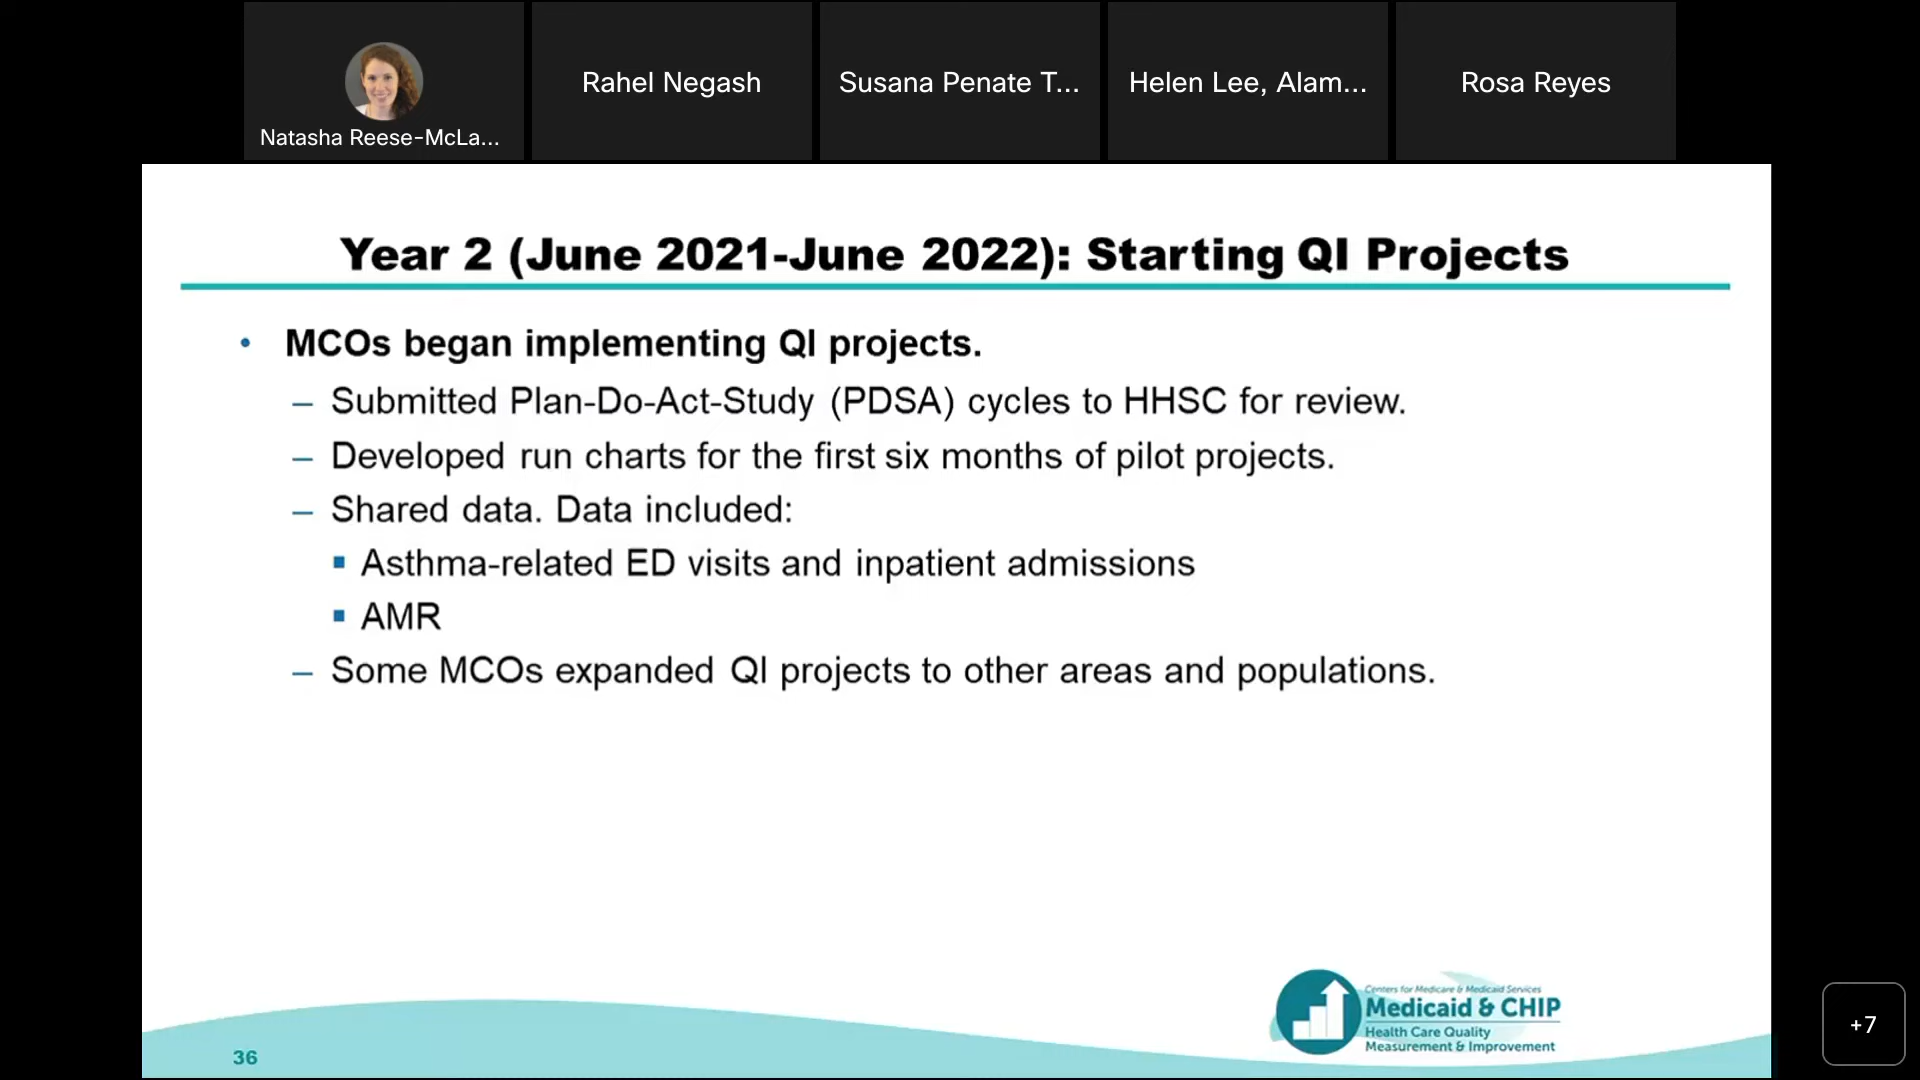 Natasha Reese-McLa...
Rahel Negash
Susana Penate T...
Helen Lee, Alam...
Rosa Reyes
Year 2 (June 2021-June 2022): Starting QI Projects
• MCOs began implementing QI projects.
– Submitted Plan-Do-Act-Study (PDSA) cycles to HHSC for review.
– Developed run charts for the first six months of pilot projects.
– Shared data. Data included:
▪ Asthma-related ED visits and inpatient admissions
▪ AMR
– Some MCOs expanded QI projects to other areas and populations.
Centers for Medicare & Medicaid Services
Medicaid & CHIP
Health Care Quality
Measurement & Improvement
36
+7